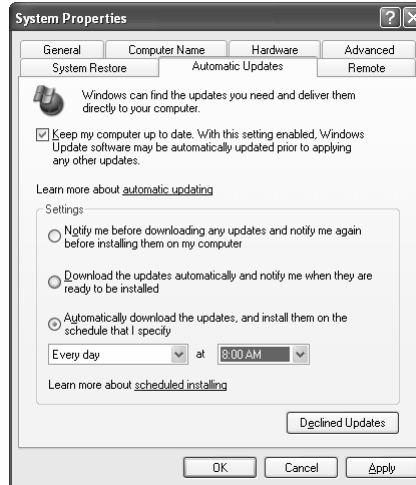 System Properties
General Computer Name Hardware Advanced
System Restore Automatic Updates Remote
Windows can find the updates you need and deliver them
directly to your computer.
Keep my computer up to date. With this setting enabled, Windows
Update software may be automatically updated prior to applying
any other updates.
Learn more about automatic updating
Settings
Notify me before downloading any updates and notify me again
before installing them on my computer
Download the updates automatically and notify me when they are
ready to be installed
Automatically download the updates, and install them on the
schedule that I specify
Every day at 8:00 AM
Learn more about scheduled installing
Declined Updates
OK Cancel Apply